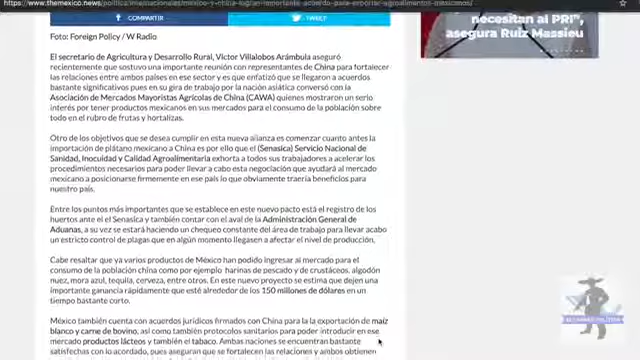 https://www.themexico.news/politica/internacionales/mexico-y-china-logran-importante-acuerdo-para-exportar-agroalimentos-mexicanos/
COMPARTIR
TWEET
necesitan al PRI",
asegura Ruiz Massieu
Foto: Foreign Policy / W Radio
El secretario de Agricultura y Desarrollo Rural, Víctor Villalobos Arámbula aseguró
recientemente que sostuvo una importante reunión con representantes de China para fortalecer
las relaciones entre ambos países en ese sector y es que enfatizó que se llegaron a acuerdos
bastante significativos pues en su gira de trabajo por la nación asiática conversó con la
Asociación de Mercados Mayoristas Agrícolas de China (CAWA) quienes mostraron un serio
interés por tener productos mexicanos en sus mercados para el consumo de la población sobre
todo en el rubro de frutas y hortalizas.
Otro de los objetivos que se desea cumplir en esta nueva alianza es comenzar cuanto antes la
importación de plátano mexicano a China es por ello que el (Senasica) Servicio Nacional de
Sanidad, Inocuidad y Calidad Agroalimentaria exhorta a todos sus trabajadores a acelerar los
procedimientos necesarios para poder llevar a cabo esta negociación que ayudará al mercado
mexicano a posicionarse firmemente en ese país lo que obviamente traería beneficios para
nuestro país.
Entre los puntos más importantes que se establece en este nuevo pacto está el registro de los
huertos ante el el Senasica y también contar con el aval de la Administración General de
Aduanas, a su vez se estará haciendo un chequeo constante del área de trabajo para llevar acabo
un estricto control de plagas que en algún momento llegasen a afectar el nivel de producción.
Cabe resaltar que ya varios productos de México han podido ingresar al mercado para el
consumo de la población china como por ejemplo harinas de pescado y de crustáceos, algodón
nuez, mora azul, tequila, cerveza, entre otros. En este nuevo proyecto se estima que dejen una
importante ganancia rápidamente que esté alrededor de los 150 millones de dólares en un
tiempo bastante corto.
México también cuenta con acuerdos jurídicos firmados con China para la la exportación de maíz
blanco y carne de bovino, así como también protocolos sanitarios para poder introducir en ese
mercado productos lácteos y también el tabaco. Ambas naciones se encuentran bastante
satisfechas con lo acordado, pues aseguran que se fortalecen las relaciones y ambos obtienen